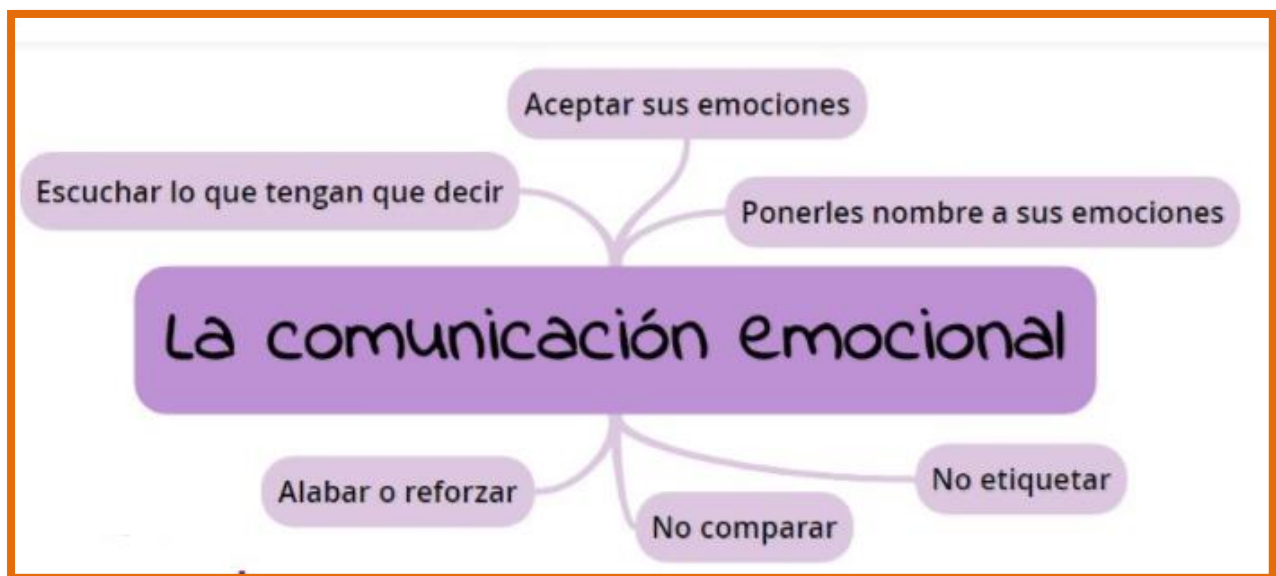 Aceptar sus emociones
Escuchar lo que tengan que decir
Ponerles nombre a sus emociones
La comunicación emocional
Alabar o reforzar
No etiquetar
No comparar